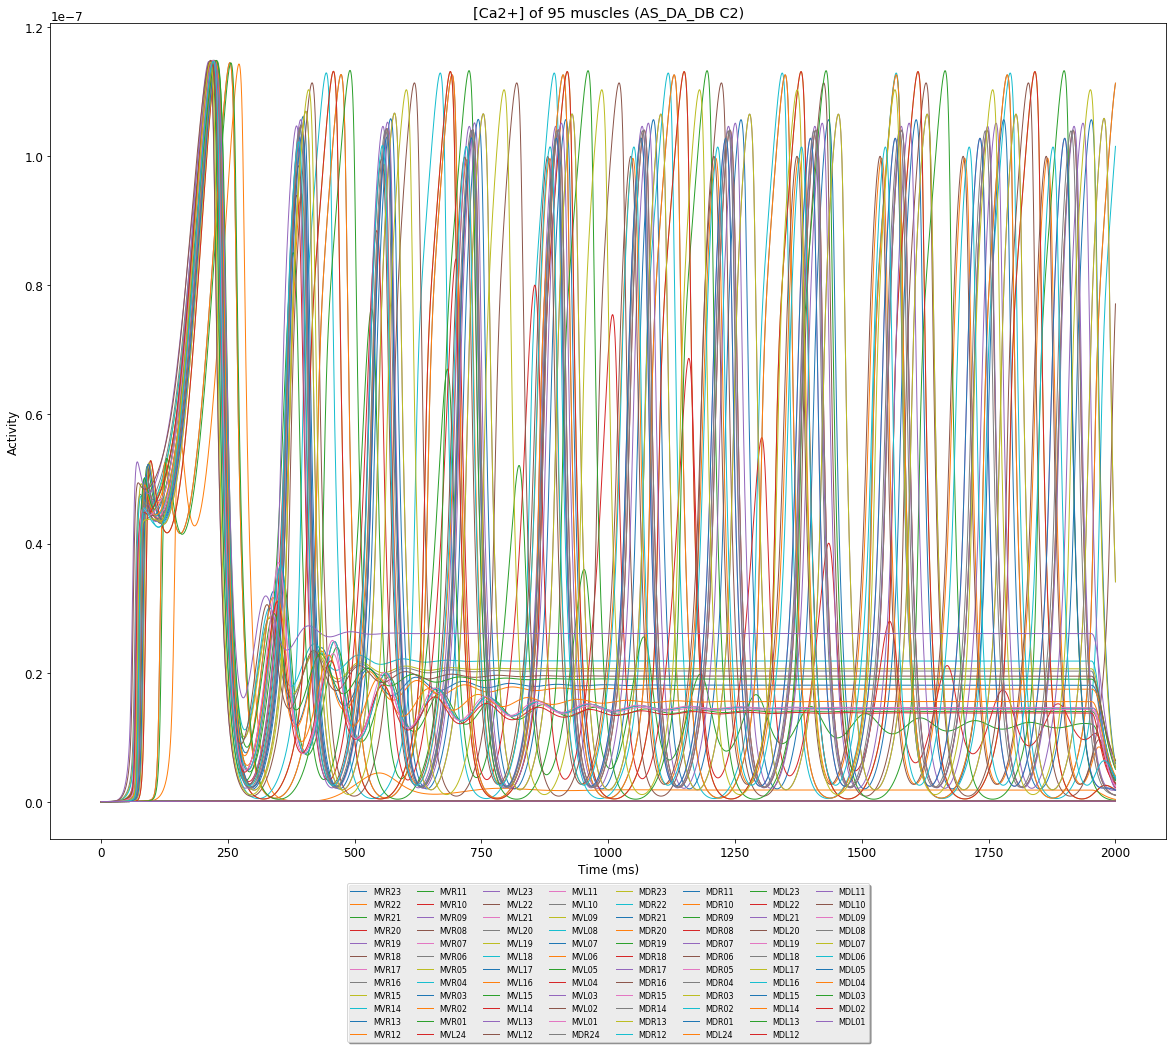 [Ca2+] of 95 muscles (AS_DA_DB C2)
1e−7
1.2
1.0
0.8
0.6
0.4
0.2
0.0
Activity
0 250 500 750 1000 1250 1500 1750 2000
Time (ms)
MVR23 MVR11 MVL23 MVL11 MDR23 MDR11 MDL23 MDL11
MVR22 MVR10 MVL22 MVL10 MDR22 MDR10 MDL22 MDL10
MVR21 MVR09 MVL21 MVL09 MDR21 MDR09 MDL21 MDL09
MVR20 MVR08 MVL20 MVL08 MDR20 MDR08 MDL20 MDL08
MVR19 MVR07 MVL19 MVL07 MDR19 MDR07 MDL19 MDL07
MVR18 MVR06 MVL18 MVL06 MDR18 MDR06 MDL18 MDL06
MVR17 MVR05 MVL17 MVL05 MDR17 MDR05 MDL17 MDL05
MVR16 MVR04 MVL16 MVL04 MDR16 MDR04 MDL16 MDL04
MVR15 MVR03 MVL15 MVL03 MDR15 MDR03 MDL15 MDL03
MVR14 MVR02 MVL14 MVL02 MDR14 MDR02 MDL14 MDL02
MVR13 MVR01 MVL13 MVL01 MDR13 MDR01 MDL13 MDL01
MVR12 MVL24 MVL12 MDR24 MDR12 MDL24 MDL12